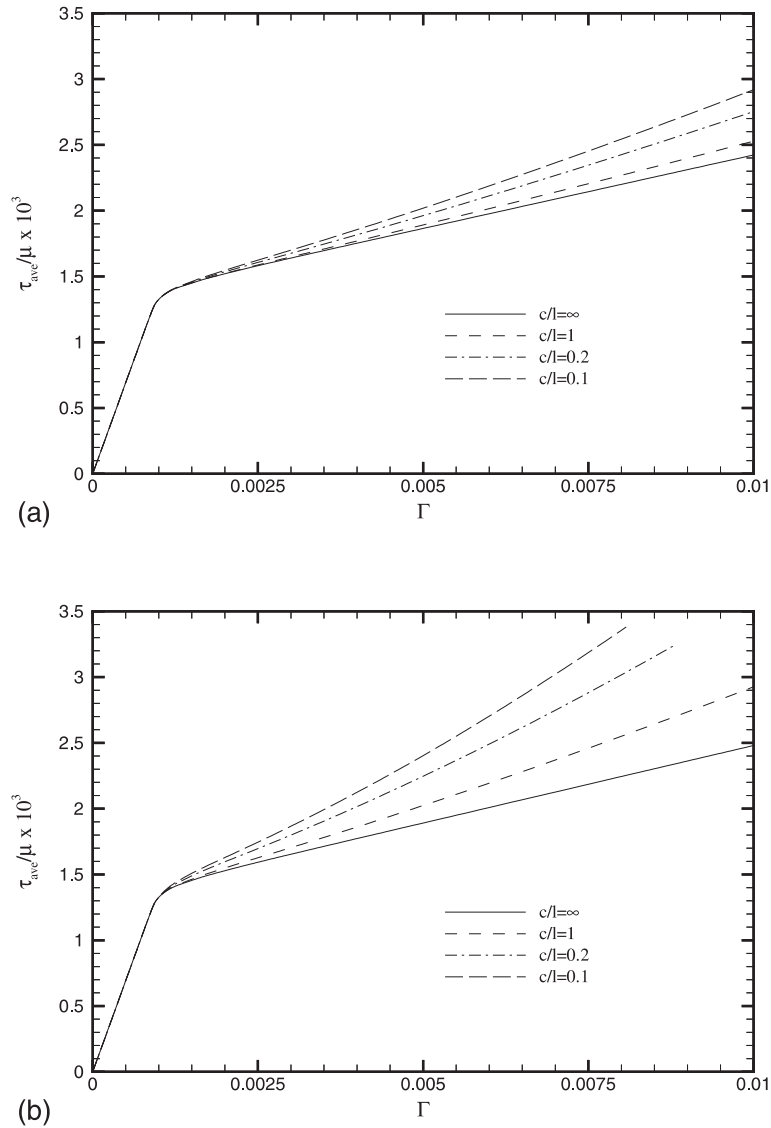 3.5
3
2.5
2
1.5
1
0.5
0
τave/μ x 10³
c/l=∞
c/l=1
c/l=0.2
c/l=0.1
0
0.0025
0.005
0.0075
0.01
Γ
(a)
3.5
3
2.5
2
1.5
1
0.5
0
τave/μ x 10³
c/l=∞
c/l=1
c/l=0.2
c/l=0.1
0
0.0025
0.005
0.0075
0.01
Γ
(b)